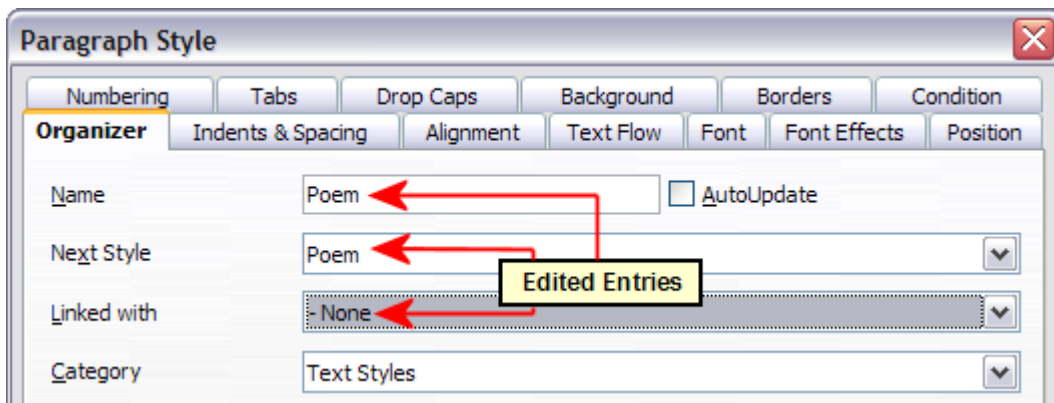 Paragraph Style
Numbering Tabs Drop Caps Background Borders Condition
Organizer Indents & Spacing Alignment Text Flow Font Font Effects Position
Name Poem AutoUpdate
Next Style Poem
Edited Entries
Linked with - None
Category Text Styles